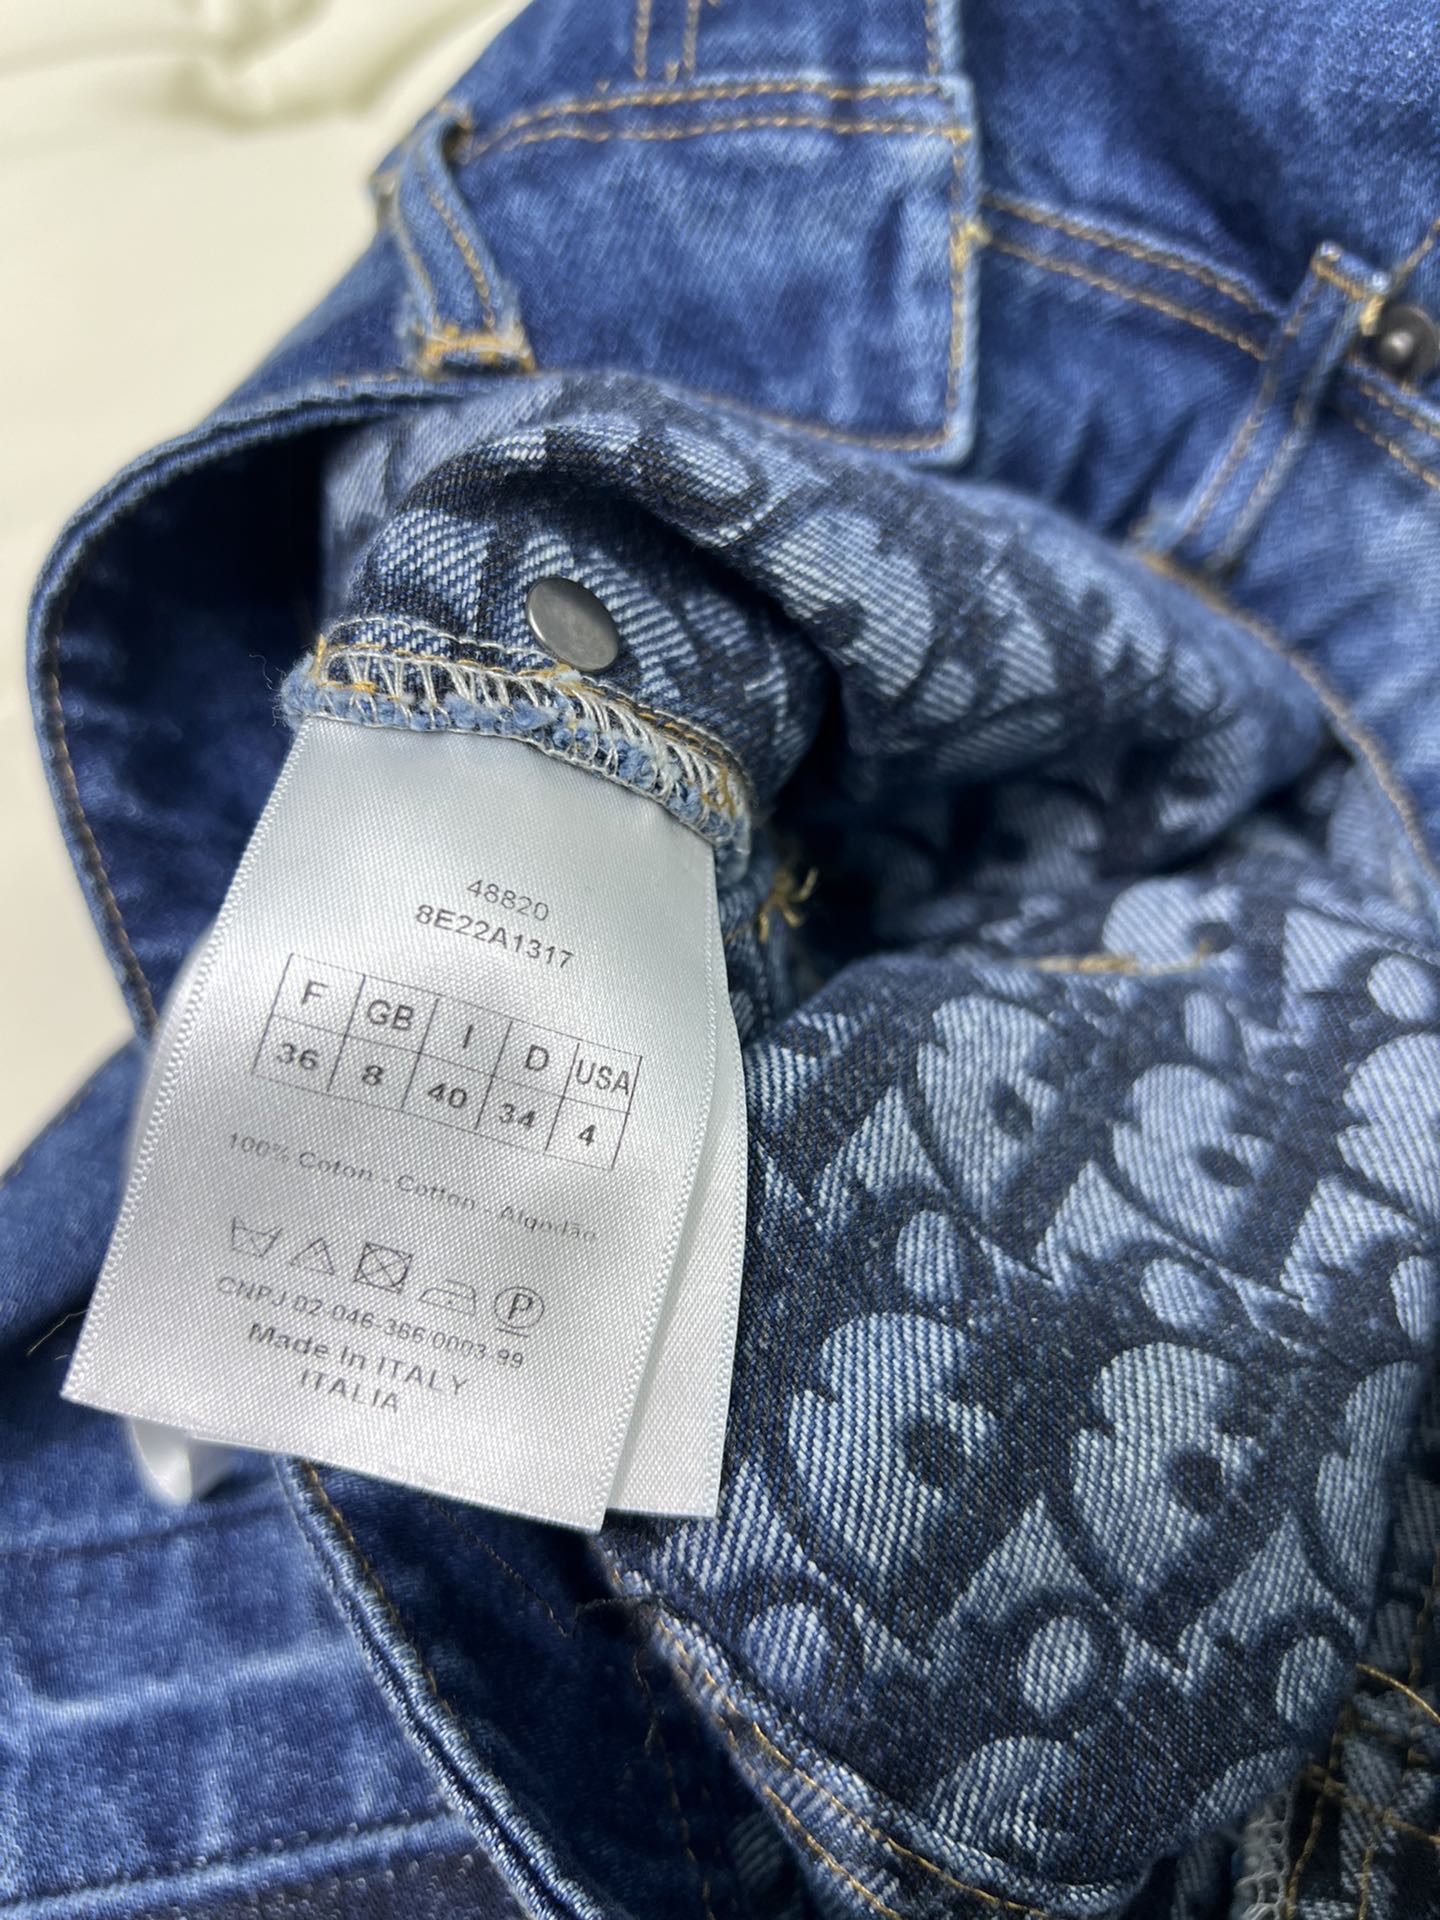 48820
8E22A1317
F GB I D USA
36 8 40 34 4
100% Coton - Cotton - Algodão
P
CNPJ 02-046-366/0003-99
Made In ITALY
ITALIA